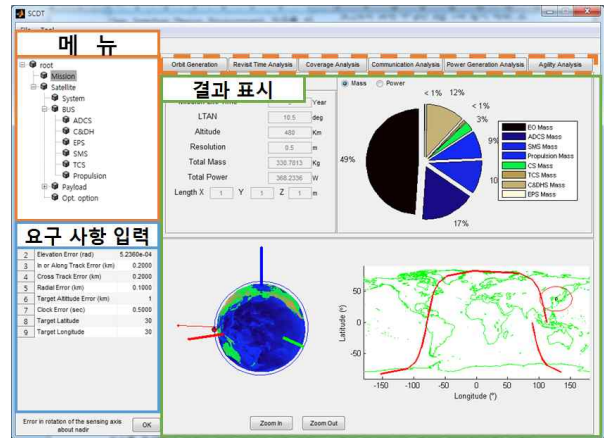 SCDT
File Tool
메 뉴
root
Mission
Satellite
System
BUS
ADCS
C&DH
EPS
SMS
TCS
Propulsion
Payload
Opt. option
요구 사항 입력
2 Elevation Error (rad) 5.2360e-04
3 In or Along Track Error (km) 0.2000
4 Cross Track Error (km) 0.2000
5 Radial Error (km) 0.1000
6 Target Altitude Error (km) 1
7 Clock Error (sec) 0.5000
8 Target Latitude 30
9 Target Longitude 30
Error in rotation of the sensing axis
about nadir
OK
Orbit Generation Revisit Time Analysis Coverage Analysis Communication Analysis Power Generation Analysis Agility Analysis
결과 표시
Year
LTAN 10.5 deg
Altitude 480 Km
Resolution 0.5 m
Total Mass 330.7813 Kg
Total Power 368.2336 W
Length X 1 Y 1 Z 1 m
Mass Power
< 1% 12%
< 1%
3%
9%
10
17%
49%
EO Mass
ADCS Mass
SMS Mass
Propulsion Mass
CS Mass
TCS Mass
C&DHS Mass
EPS Mass
Zoom In Zoom Out
Latitude (º)
50
0
-50
-150 -100 -50 0 50 100 150
Longitude (º)